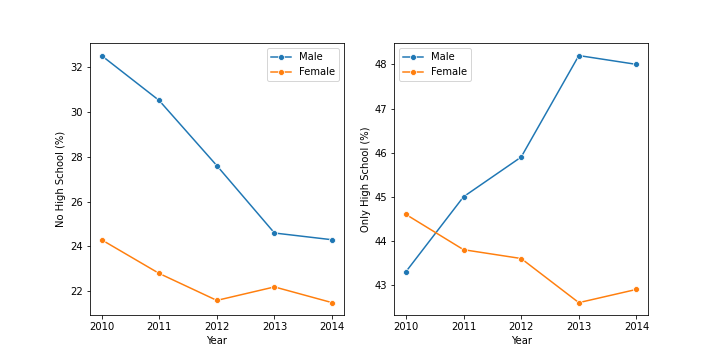 No High School (%)
32
30
28
26
24
22
2010 2011 2012 2013 2014
Year
Male
Female
Only High School (%)
48
47
46
45
44
43
2010 2011 2012 2013 2014
Year
Male
Female